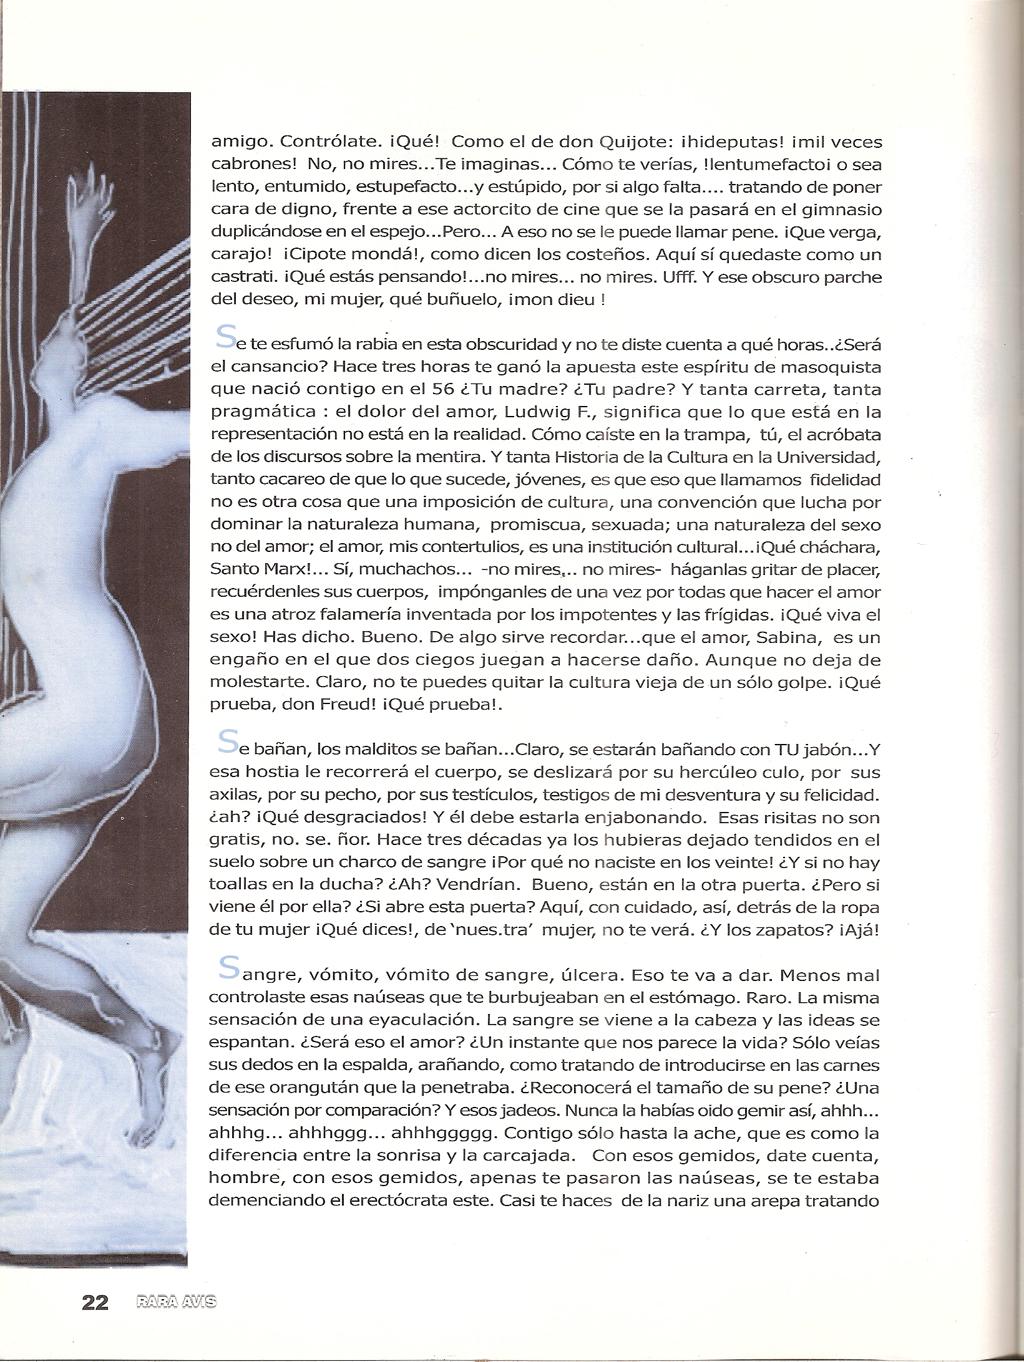 amigo. Contrólate. ¡Qué! Como el de don Quijote: ¡hideputas! ¡mil veces
cabrones! No, no mires...Te imaginas... Cómo te verías, !lentumefacto¡ o sea
lento, entumido, estupefacto...y estúpido, por si algo falta.... tratando de poner
cara de digno, frente a ese actorcito de cine que se la pasará en el gimnasio
duplicándose en el espejo...Pero... A eso no se le puede llamar pene. ¡Que verga,
carajo! ¡Cipote mondá!, como dicen los costeños. Aquí sí quedaste como un
castrati. ¡Qué estás pensando!...no mires... no mires. Ufff. Y ese obscuro parche
del deseo, mi mujer, qué buñuelo, ¡mon dieu !
Se te esfumó la rabia en esta obscuridad y no te diste cuenta a qué horas..¿Será
el cansancio? Hace tres horas te ganó la apuesta este espíritu de masoquista
que nació contigo en el 56 ¿Tu madre? ¿Tu padre? Y tanta carreta, tanta
pragmática : el dolor del amor, Ludwig F., significa que lo que está en la
representación no está en la realidad. Cómo caíste en la trampa, tú, el acróbata
de los discursos sobre la mentira. Y tanta Historia de la Cultura en la Universidad,
tanto cacareo de que lo que sucede, jóvenes, es que eso que llamamos fidelidad
no es otra cosa que una imposición de cultura, una convención que lucha por
dominar la naturaleza humana, promiscua, sexuada; una naturaleza del sexo
no del amor; el amor, mis contertulios, es una institución cultural...¡Qué cháchara,
Santo Marx!... Sí, muchachos... -no mires... no mires- háganlas gritar de placer,
recuérdenles sus cuerpos, impónganles de una vez por todas que hacer el amor
es una atroz falamería inventada por los impotentes y las frígidas. ¡Qué viva el
sexo! Has dicho. Bueno. De algo sirve recordar...que el amor, Sabina, es un
engaño en el que dos ciegos juegan a hacerse daño. Aunque no deja de
molestarte. Claro, no te puedes quitar la cultura vieja de un sólo golpe. ¡Qué
prueba, don Freud! ¡Qué prueba!.
Se bañan, los malditos se bañan...Claro, se estarán bañando con TU jabón...Y
esa hostia le recorrerá el cuerpo, se deslizará por su hercúleo culo, por sus
axilas, por su pecho, por sus testículos, testigos de mi desventura y su felicidad.
¿ah? ¡Qué desgraciados! Y él debe estarla enjabonando. Esas risitas no son
gratis, no. se. ñor. Hace tres décadas ya los hubieras dejado tendidos en el
suelo sobre un charco de sangre ¡Por qué no naciste en los veinte! ¿Y si no hay
toallas en la ducha? ¿Ah? Vendrían. Bueno, están en la otra puerta. ¿Pero si
viene él por ella? ¿Si abre esta puerta? Aquí, con cuidado, así, detrás de la ropa
de tu mujer ¡Qué dices!, de 'nues.tra' mujer, no te verá. ¿Y los zapatos? ¡Ajá!
Sangre, vómito, vómito de sangre, úlcera. Eso te va a dar. Menos mal
controlaste esas naúseas que te burbujeaban en el estómago. Raro. La misma
sensación de una eyaculación. La sangre se viene a la cabeza y las ideas se
espantan. ¿Será eso el amor? ¿Un instante que nos parece la vida? Sólo veías
sus dedos en la espalda, arañando, como tratando de introducirse en las carnes
de ese orangután que la penetraba. ¿Reconocerá el tamaño de su pene? ¿Una
sensación por comparación? Y esos jadeos. Nunca la habías oido gemir así, ahhh...
ahhhg... ahhhggg... ahhhggggg. Contigo sólo hasta la ache, que es como la
diferencia entre la sonrisa y la carcajada. Con esos gemidos, date cuenta,
hombre, con esos gemidos, apenas te pasaron las naúseas, se te estaba
demenciando el erectócrata este. Casi te haces de la nariz una arepa tratando
22 RARA AVIS